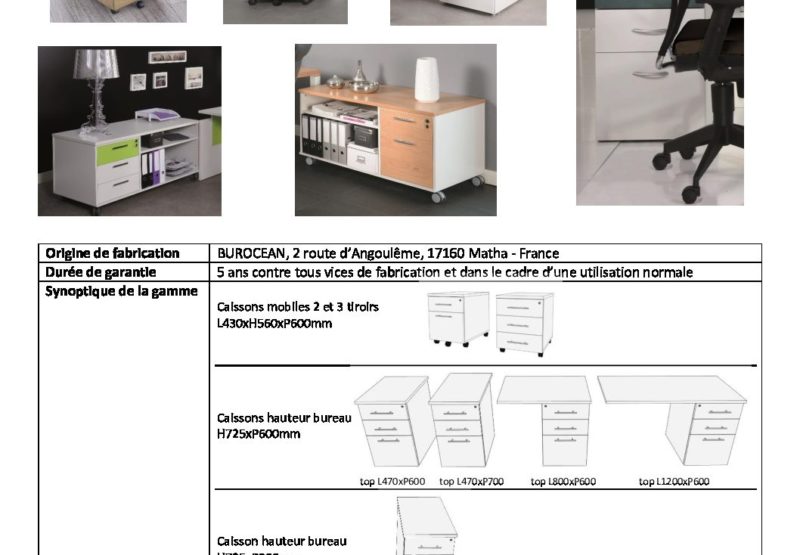 Origine de fabrication
BUROCEAN, 2 route d’Angoulême, 17160 Matha - France
Durée de garantie
5 ans contre tous vices de fabrication et dans le cadre d’une utilisation normale
Synoptique de la gamme
Caissons mobiles 2 et 3 tiroirs
L430xH560xP600mm
Caissons hauteur bureau
H725xP600mm
top L470xP600
top L470xP700
top L800xP600
top L1200xP600
Caisson hauteur bureau